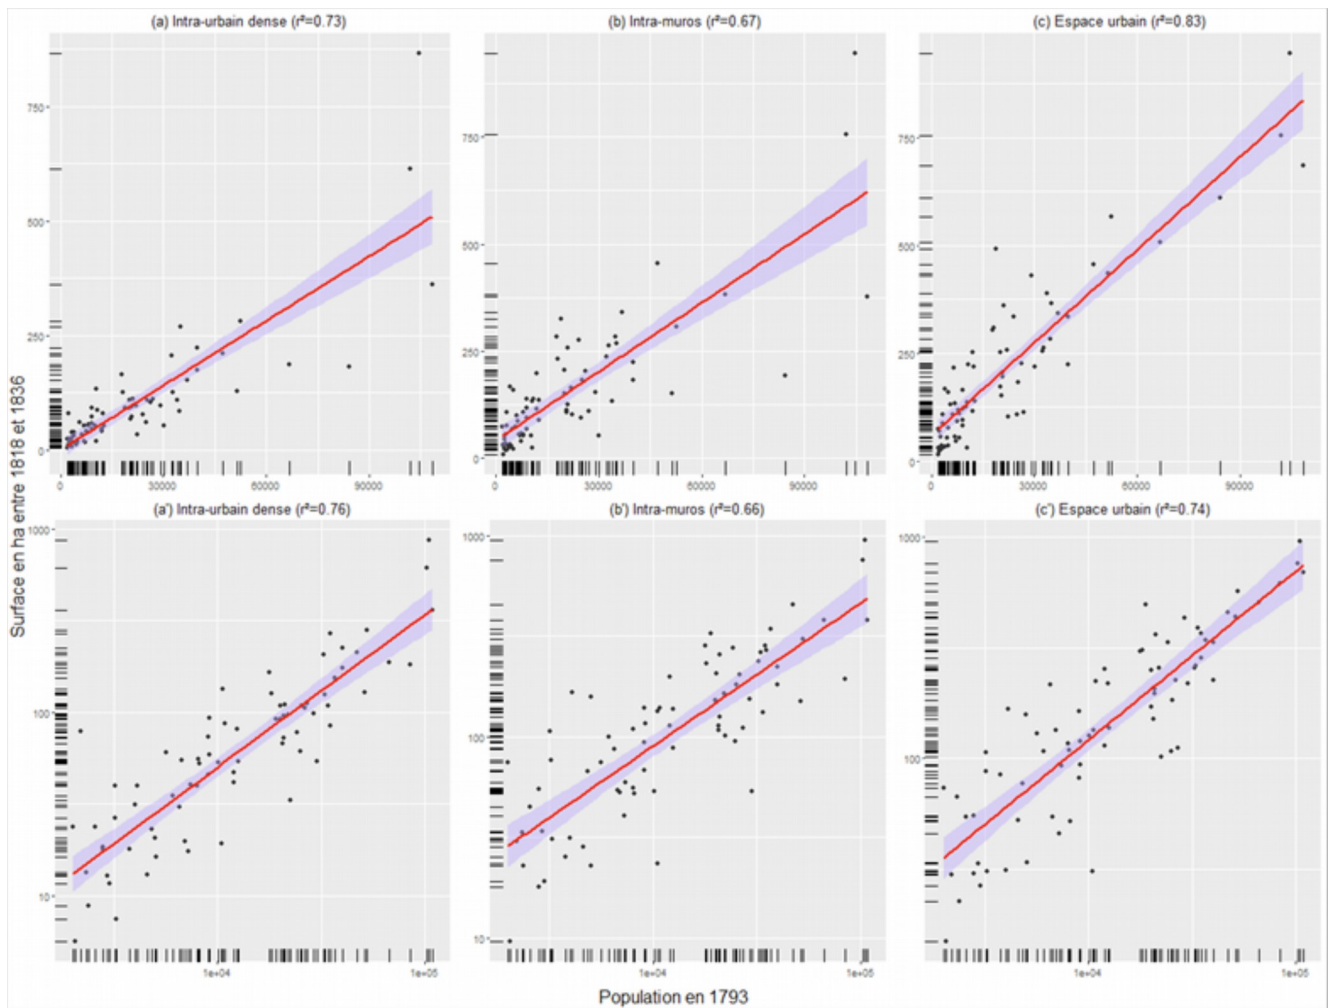 (a) Intra-urbain dense (r²=0.73)
(b) Intra-muros (r²=0.67)
(c) Espace urbain (r²=0.83)
750
500
250
0
0 30000 60000 90000
750
500
250
0
0 30000 60000 90000
750
500
250
0
0 30000 60000 90000
Surface en ha entre 1818 et 1836
(a') Intra-urbain dense (r²=0.76)
(b') Intra-muros (r²=0.66)
(c') Espace urbain (r²=0.74)
1000
100
10
1e+04 1e+05
1000
100
10
1e+04 1e+05
1000
100
1e+04 1e+05
Population en 1793